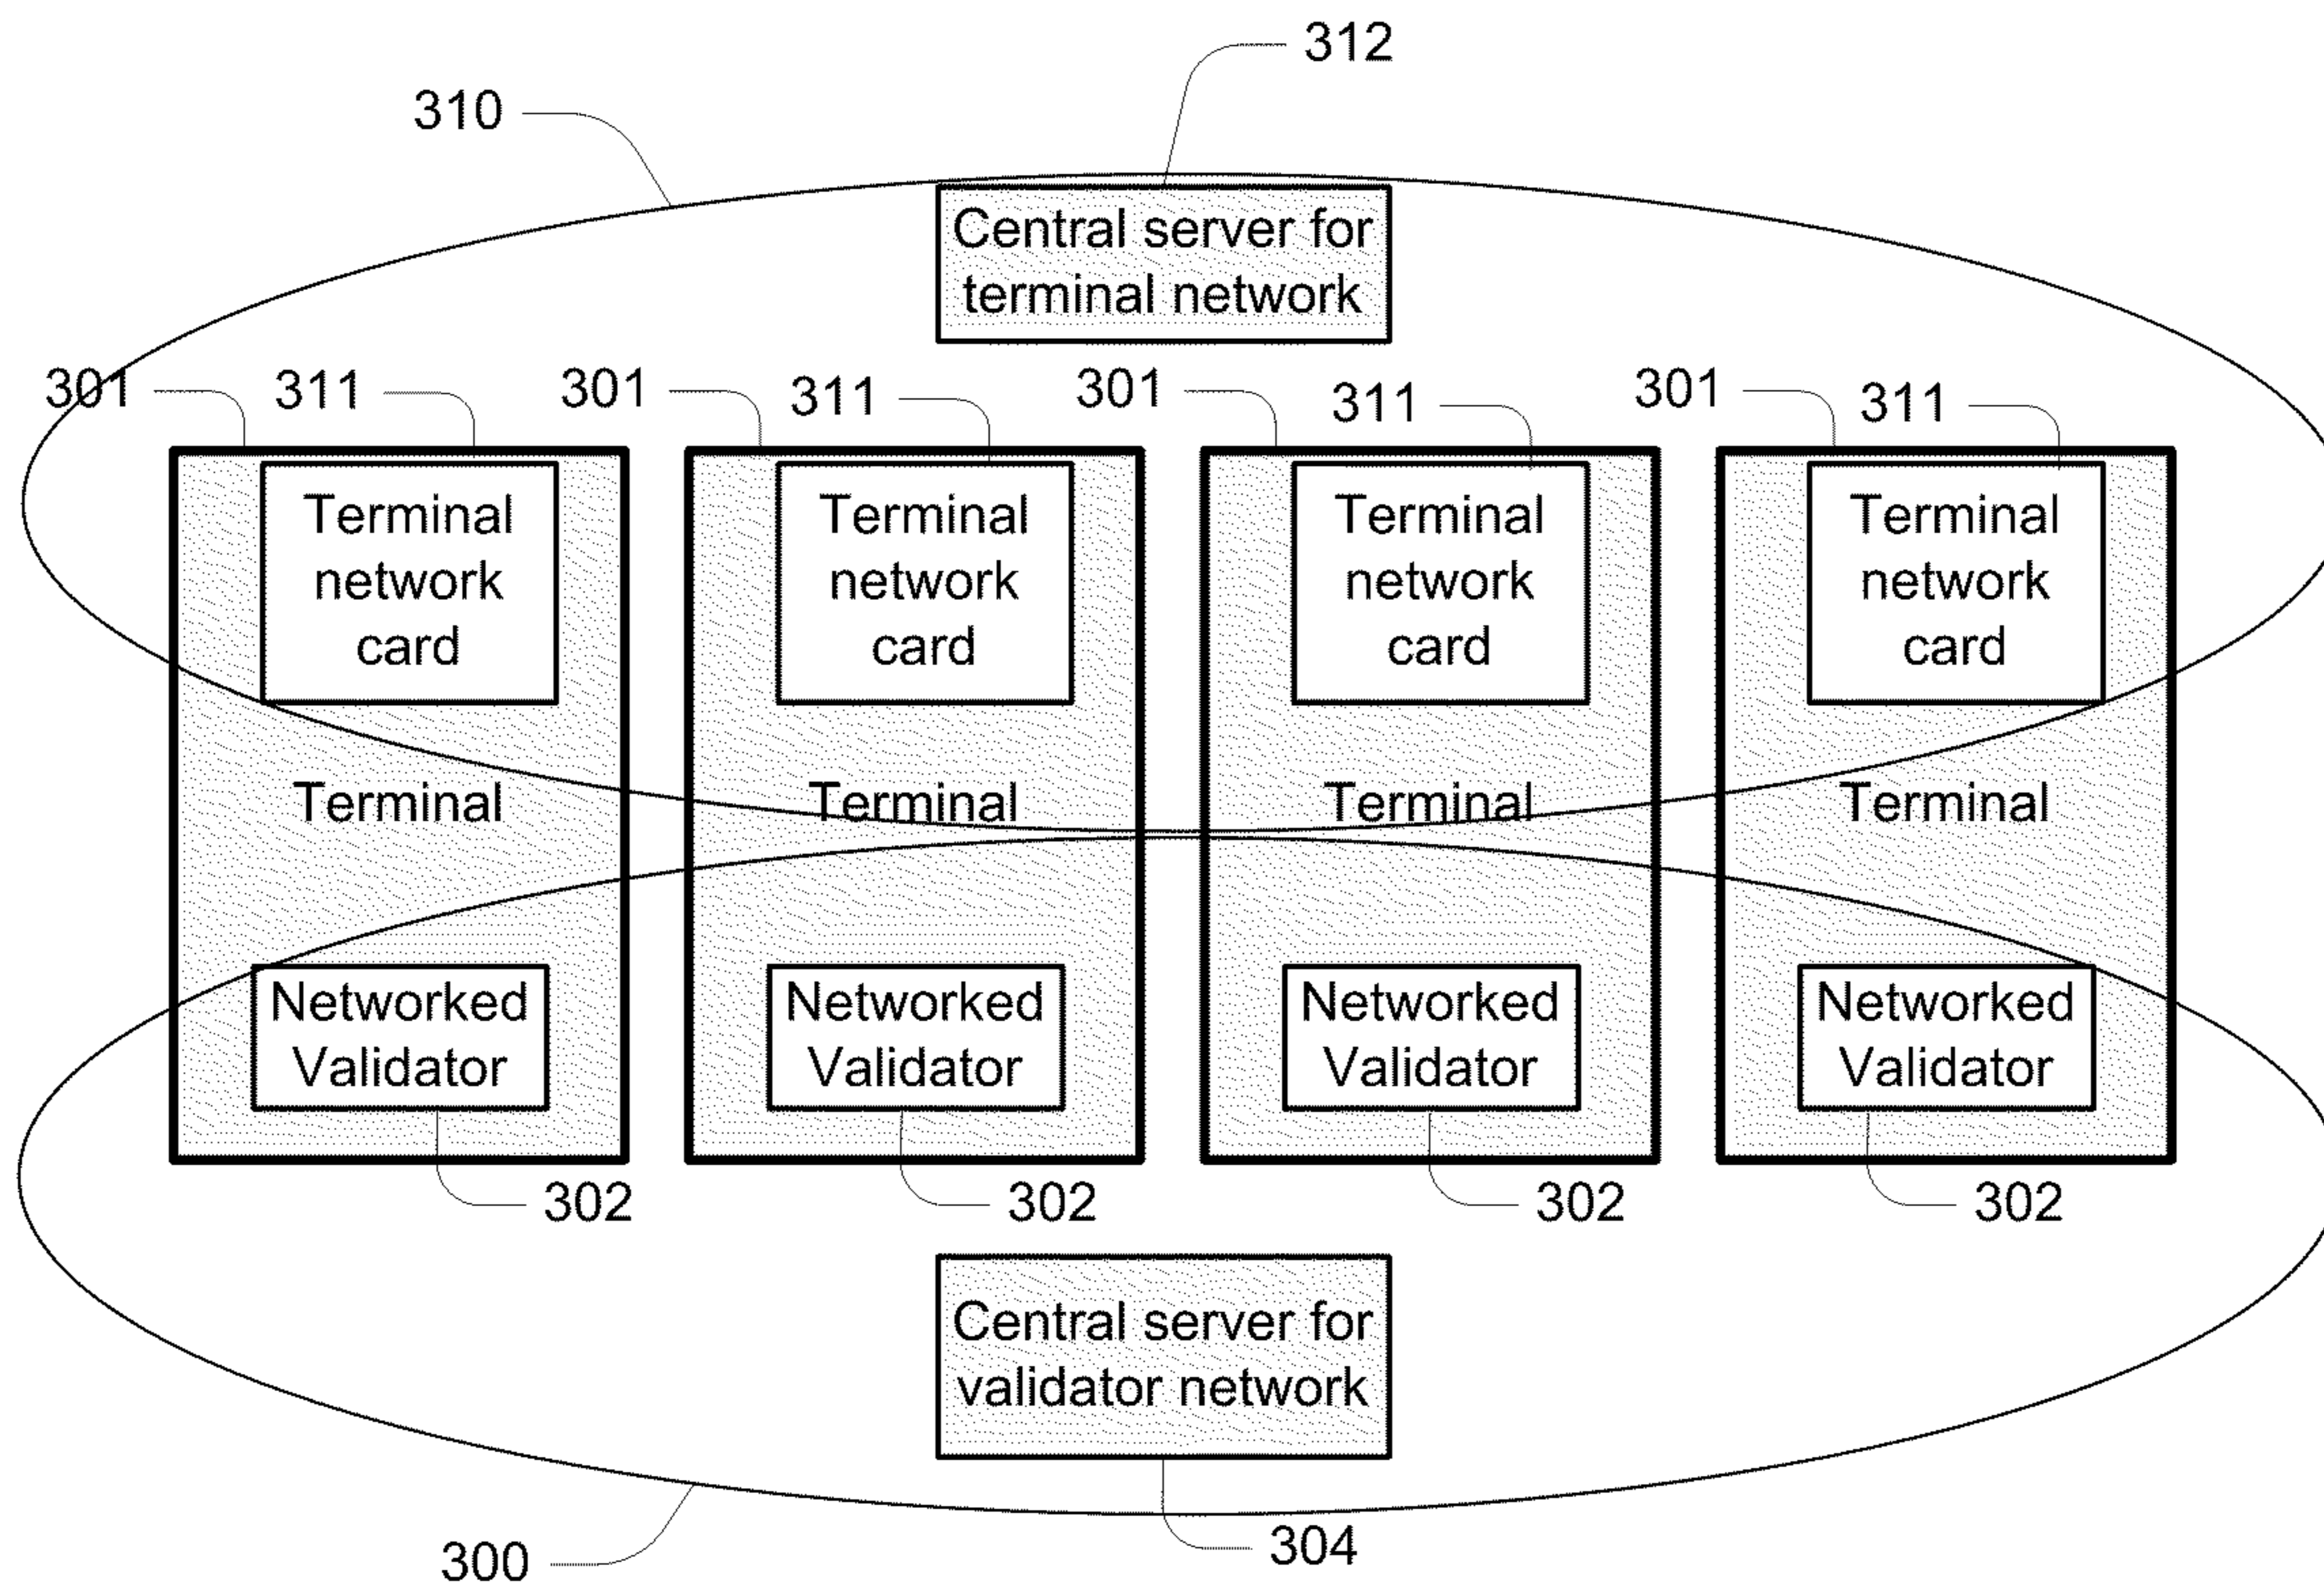 312
310
Central server for
terminal network
301 311 301 311 301 311 301 311
Terminal Terminal Terminal Terminal
network network network network
card card card card
Terminal Terminal Terminal Terminal
Networked Networked Networked Networked
Validator Validator Validator Validator
302 302 302 302
Central server for
validator network
304
300